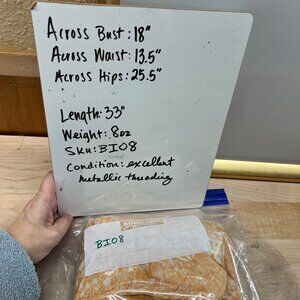 Across Bust: 18"
Across Waist: 13.5"
Across Hips: 25.5"
Length: 33"
Weight: 8oz
SKU: BI08
Condition: excellent
metallic threading
BI08